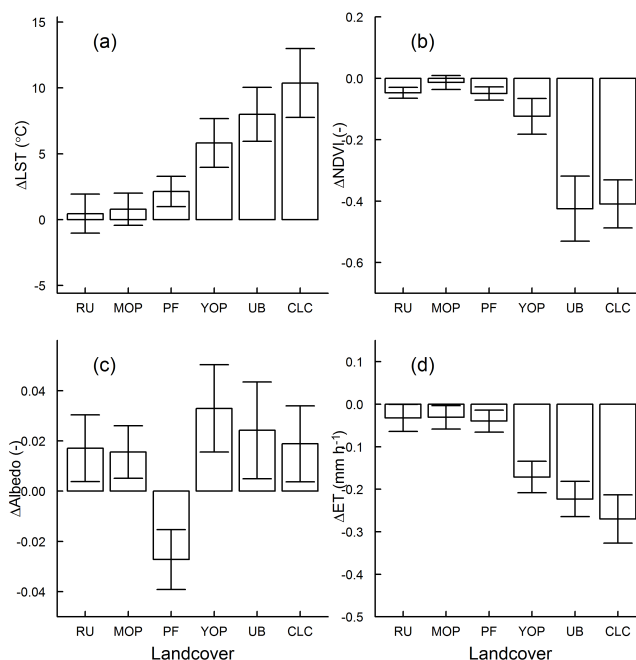 (a)
ΔLST (°C)
15
10
5
0
-5
RU MOP PF YOP UB CLC
(b)
ΔNDVI (-)
0.2
0.0
-0.2
-0.4
-0.6
RU MOP PF YOP UB CLC
(c)
ΔAlbedo (-)
0.04
0.02
0.00
-0.02
-0.04
RU MOP PF YOP UB CLC
Landcover
(d)
ΔET (mm h⁻¹)
0.1
0.0
-0.1
-0.2
-0.3
-0.4
-0.5
RU MOP PF YOP UB CLC
Landcover